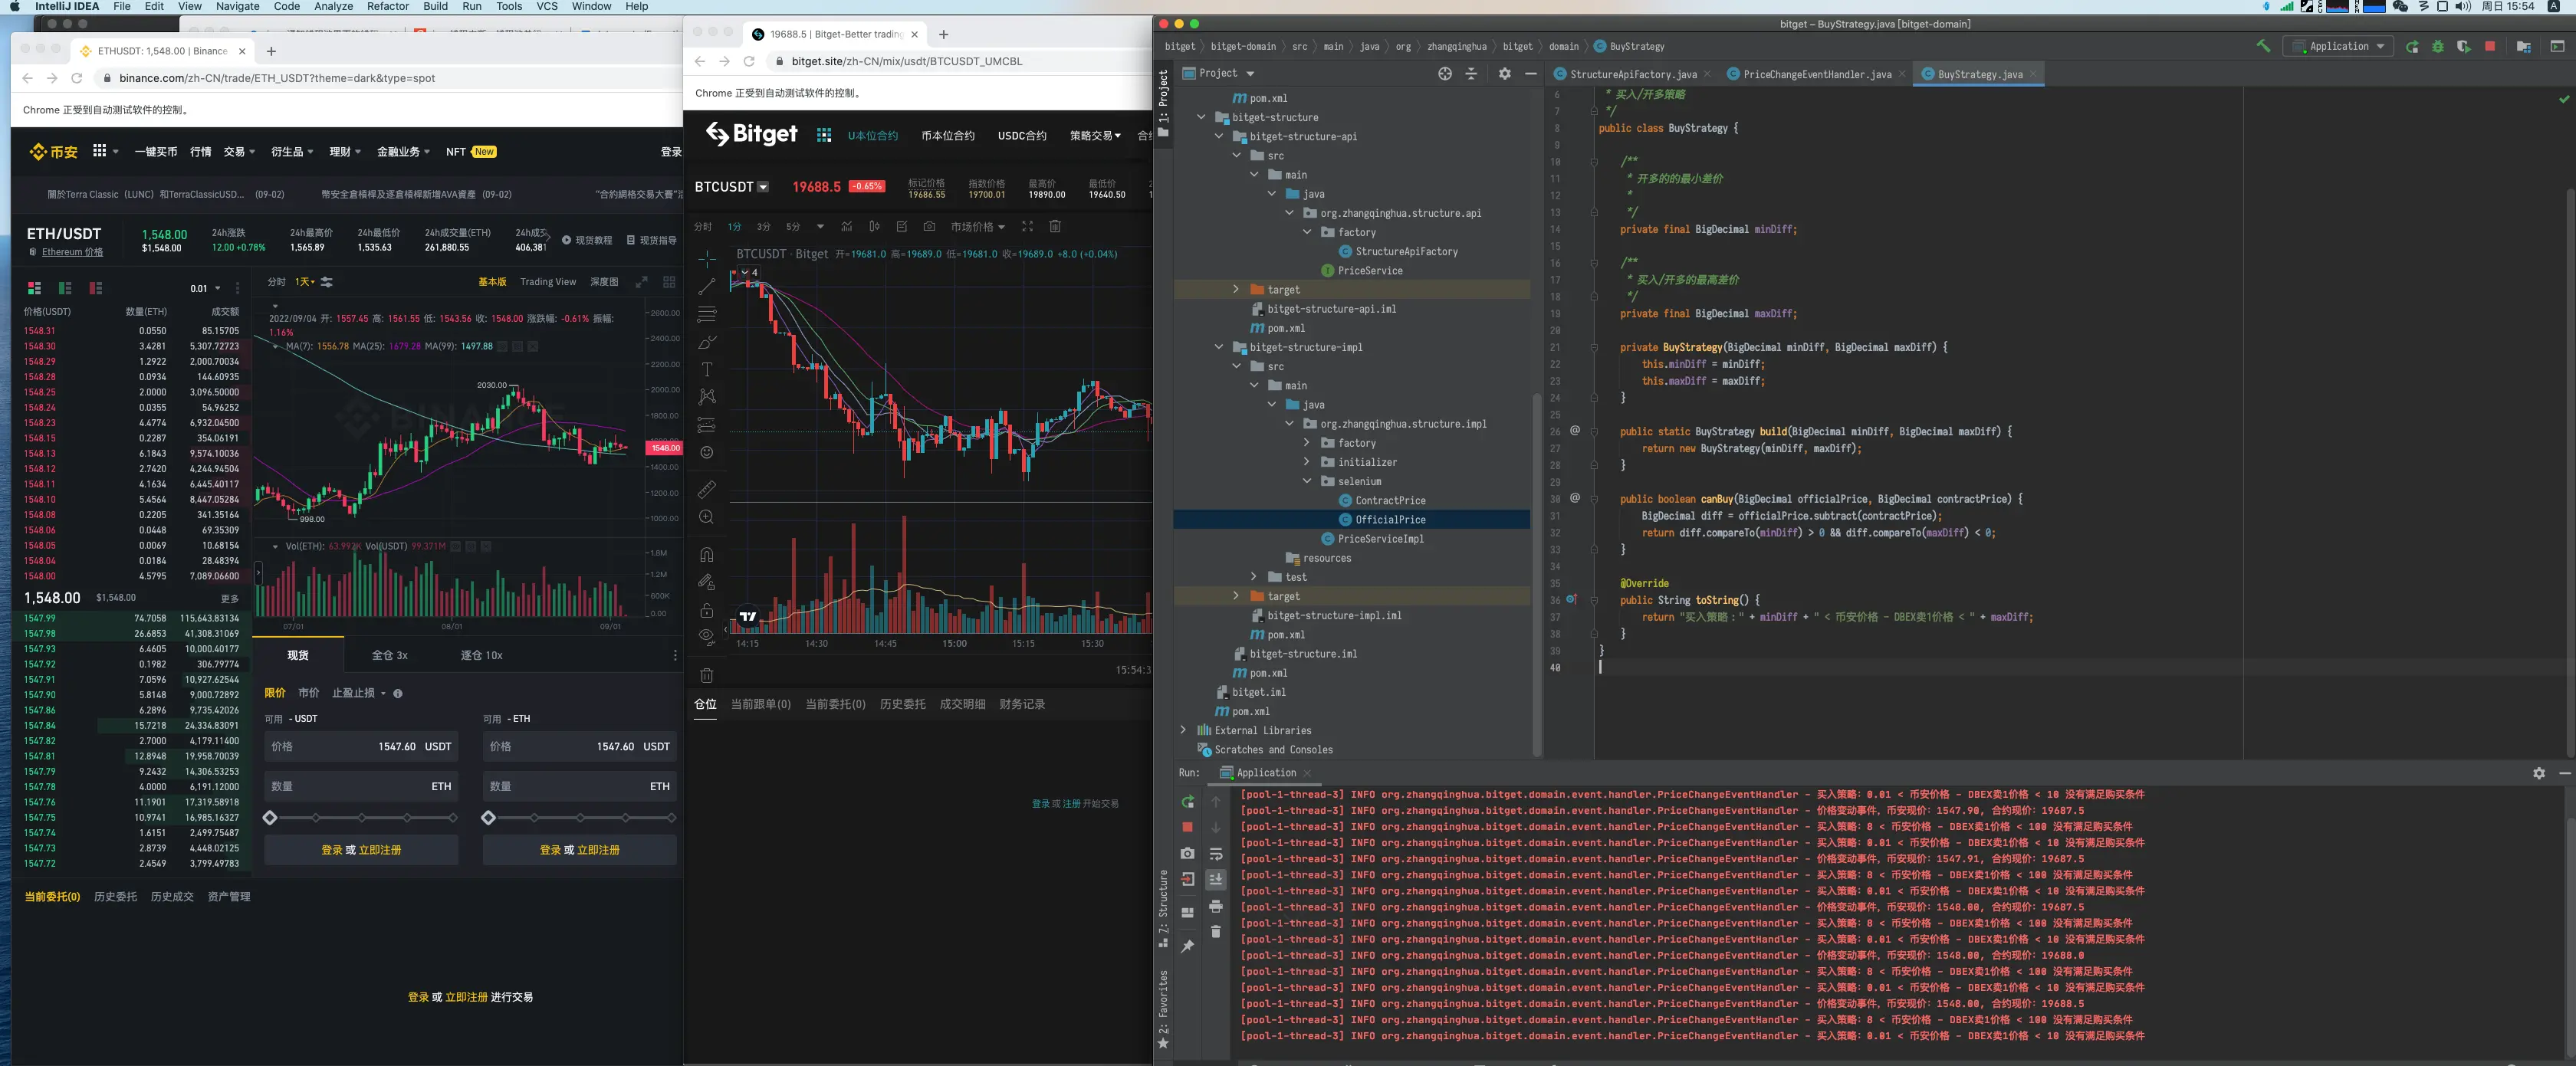 IntelliJ IDEA File Edit View Navigate Code Analyze Refactor Build Run Tools VCS Window Help
周日 15:54
ETHUSDT: 1,548.00 | Binance
binance.com/zh-CN/trade/ETH_USDT?theme=dark&type=spot
Chrome 正受到自动测试软件的控制。
币安 一键买币 行情 交易 衍生品 理财 金融业务 NFT New 登录
關於Terra Classic（LUNC）和TerraClassicUSD... (09-02) 幣安全倉槓桿及逐倉槓桿新增AVA資產 (09-02)
ETH/USDT 1,548.00 24h涨跌 24h最高价 24h最低价 24h成交量(ETH) 现货教程 现货指导
Ethereum 价格 $1,548.00 12.00 +0.78% 1,565.89 1,535.63 261,880.55 406,381
分时 1天 基本版 Trading View 深度图
0.01
价格(USDT) 数量(ETH) 成交额
1548.31 0.0550 85.15705
1548.30 3.4281 5,307.72723
1548.29 1.2922 2,000.70034
1548.28 0.0934 144.60935
1548.25 2.0000 3,096.50000
1548.24 0.0355 54.96252
1548.23 4.4774 6,932.04500
1548.15 0.2287 354.06191
1548.13 6.1843 9,574.10036
1548.12 2.7420 4,244.94504
1548.11 4.1634 6,445.40117
1548.10 5.4564 8,447.05284
1548.08 0.2205 341.35164
1548.06 0.0448 69.35309
1548.05 0.0069 10.68154
1548.04 0.0184 28.48394
1548.00 4.5795 7,089.06600
1,548.00 $1,548.00 更多
1547.99 74.7058 115,643.83134
1547.98 26.6853 41,308.31069
1547.93 6.4605 10,000.40177
1547.92 0.1982 306.79774
1547.91 7.0596 10,927.62544
1547.90 5.8148 9,000.72892
1547.86 6.2896 9,735.42026
1547.84 15.7218 24,334.83091
1547.82 2.7000 4,179.11400
1547.81 12.8948 19,958.70039
1547.79 9.2432 14,306.53253
1547.78 4.0000 6,191.12000
1547.76 11.1901 17,319.58918
1547.75 10.9741 16,985.16327
1547.74 1.6151 2,499.75487
1547.73 2.8739 4,448.02125
1547.72 2.4549 3,799.49783
2022/09/04 开: 1557.45 高: 1561.55 低: 1543.56 收: 1548.00 涨跌幅: -0.61% 振幅:
1.16%
MA(7): 1556.78 MA(25): 1679.28 MA(99): 1497.88
2600.00
2400.00
2200.00
2000.00
1800.00
1548.00
1400.00
1200.00
1000.00
2030.00
998.00
Vol(ETH): 63.992K Vol(USDT) 99.371M
1.8M
1.2M
600K
0.00
07/01 08/01 09/01
现货 全仓 3x 逐仓 10x
限价 市价 止盈止损
可用 - USDT 可用 - ETH
价格 1547.60 USDT 价格 1547.60 USDT
数量 ETH 数量 ETH
登录 或 立即注册 登录 或 立即注册
当前委托(0) 历史委托 历史成交 资产管理
登录 或 立即注册 进行交易
19688.5 | Bitget-Better trading
bitget.site/zh-CN/mix/usdt/BTCUSDT_UMCBL
Chrome 正受到自动测试软件的控制。
Bitget U本位合约 币本位合约 USDC合约 策略交易
BTCUSDT 19688.5 -0.65% 标记价格 指数价格 最高价 最低价
19686.55 19700.01 19890.00 19640.50
分时 1分 3分 5分 市场价格
BTCUSDT · Bitget 开=19681.0 高=19689.0 低=19681.0 收=19689.0 +8.0 (+0.04%)
4
14:15 14:30 14:45 15:00 15:15 15:30
15:54:3
仓位 当前跟单(0) 当前委托(0) 历史委托 成交明细 财务记录
登录 或 注册 开始交易
bitget – BuyStrategy.java [bitget-domain]
bitget bitget-domain src main java org zhangqinghua bitget domain BuyStrategy
Application
1: Project
Project
pom.xml
bitget-structure
bitget-structure-api
src
main
java
org.zhangqinghua.structure.api
factory
StructureApiFactory
PriceService
target
bitget-structure-api.iml
pom.xml
bitget-structure-impl
src
main
java
org.zhangqinghua.structure.impl
factory
initializer
selenium
ContractPrice
OfficialPrice
PriceServiceImpl
resources
test
target
bitget-structure-impl.iml
pom.xml
bitget-structure.iml
pom.xml
bitget.iml
pom.xml
External Libraries
Scratches and Consoles
StructureApiFactory.java PriceChangeEventHandler.java BuyStrategy.java
6 * 买入/开多策略
7 */
8 public class BuyStrategy {
9
10 /**
11 * 开多的的最小差价
12 *
13 */
14 private final BigDecimal minDiff;
15
16 /**
17 * 买入/开多的最高差价
18 */
19 private final BigDecimal maxDiff;
20
21 private BuyStrategy(BigDecimal minDiff, BigDecimal maxDiff) {
22 this.minDiff = minDiff;
23 this.maxDiff = maxDiff;
24 }
25
26 public static BuyStrategy build(BigDecimal minDiff, BigDecimal maxDiff) {
27 return new BuyStrategy(minDiff, maxDiff);
28 }
29
30 public boolean canBuy(BigDecimal officialPrice, BigDecimal contractPrice) {
31 BigDecimal diff = officialPrice.subtract(contractPrice);
32 return diff.compareTo(minDiff) > 0 && diff.compareTo(maxDiff) < 0;
33 }
34
35 @Override
36 public String toString() {
37 return "买入策略：" + minDiff + " < 币安价格 - DBEX卖1价格 < " + maxDiff;
38 }
39 }
40
Run: Application
7: Structure
2: Favorites
[pool-1-thread-3] INFO org.zhangqinghua.bitget.domain.event.handler.PriceChangeEventHandler - 买入策略：0.01 < 币安价格 - DBEX卖1价格 < 10 没有满足购买条件
[pool-1-thread-3] INFO org.zhangqinghua.bitget.domain.event.handler.PriceChangeEventHandler - 价格变动事件，币安现价：1547.90, 合约现价：19687.5
[pool-1-thread-3] INFO org.zhangqinghua.bitget.domain.event.handler.PriceChangeEventHandler - 买入策略：8 < 币安价格 - DBEX卖1价格 < 100 没有满足购买条件
[pool-1-thread-3] INFO org.zhangqinghua.bitget.domain.event.handler.PriceChangeEventHandler - 买入策略：0.01 < 币安价格 - DBEX卖1价格 < 10 没有满足购买条件
[pool-1-thread-3] INFO org.zhangqinghua.bitget.domain.event.handler.PriceChangeEventHandler - 价格变动事件，币安现价：1547.91, 合约现价：19687.5
[pool-1-thread-3] INFO org.zhangqinghua.bitget.domain.event.handler.PriceChangeEventHandler - 买入策略：8 < 币安价格 - DBEX卖1价格 < 100 没有满足购买条件
[pool-1-thread-3] INFO org.zhangqinghua.bitget.domain.event.handler.PriceChangeEventHandler - 买入策略：0.01 < 币安价格 - DBEX卖1价格 < 10 没有满足购买条件
[pool-1-thread-3] INFO org.zhangqinghua.bitget.domain.event.handler.PriceChangeEventHandler - 价格变动事件，币安现价：1548.00, 合约现价：19687.5
[pool-1-thread-3] INFO org.zhangqinghua.bitget.domain.event.handler.PriceChangeEventHandler - 买入策略：8 < 币安价格 - DBEX卖1价格 < 100 没有满足购买条件
[pool-1-thread-3] INFO org.zhangqinghua.bitget.domain.event.handler.PriceChangeEventHandler - 买入策略：0.01 < 币安价格 - DBEX卖1价格 < 10 没有满足购买条件
[pool-1-thread-3] INFO org.zhangqinghua.bitget.domain.event.handler.PriceChangeEventHandler - 价格变动事件，币安现价：1548.00, 合约现价：19688.0
[pool-1-thread-3] INFO org.zhangqinghua.bitget.domain.event.handler.PriceChangeEventHandler - 买入策略：8 < 币安价格 - DBEX卖1价格 < 100 没有满足购买条件
[pool-1-thread-3] INFO org.zhangqinghua.bitget.domain.event.handler.PriceChangeEventHandler - 买入策略：0.01 < 币安价格 - DBEX卖1价格 < 10 没有满足购买条件
[pool-1-thread-3] INFO org.zhangqinghua.bitget.domain.event.handler.PriceChangeEventHandler - 价格变动事件，币安现价：1548.00, 合约现价：19688.5
[pool-1-thread-3] INFO org.zhangqinghua.bitget.domain.event.handler.PriceChangeEventHandler - 买入策略：8 < 币安价格 - DBEX卖1价格 < 100 没有满足购买条件
[pool-1-thread-3] INFO org.zhangqinghua.bitget.domain.event.handler.PriceChangeEventHandler - 买入策略：0.01 < 币安价格 - DBEX卖1价格 < 10 没有满足购买条件